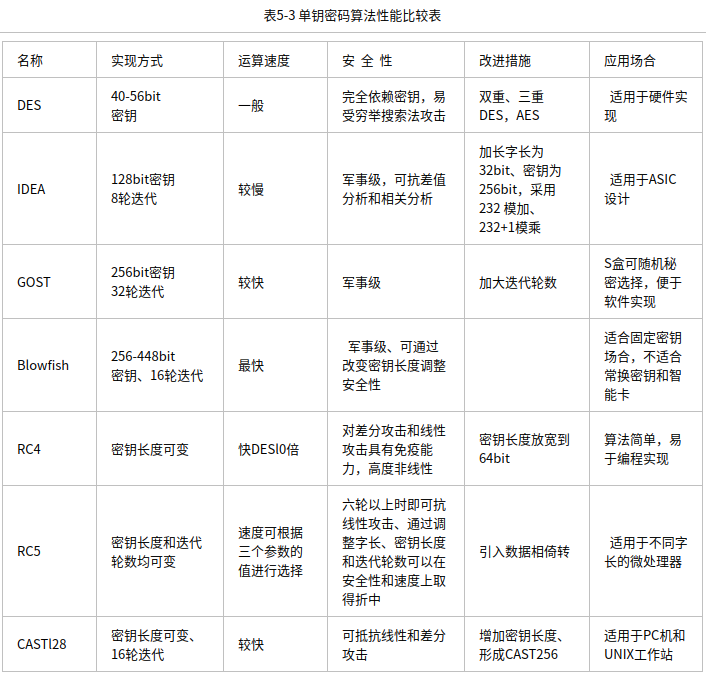 表5-3 单钥密码算法性能比较表
名称 实现方式 运算速度 安 全 性 改进措施 应用场合
DES
40-56bit
密钥
一般
完全依赖密钥，易
受穷举搜索法攻击
双重、三重
DES，AES
适用于硬件实
现
IDEA
128bit密钥
8轮迭代
较慢
军事级，可抗差值
分析和相关分析
加长字长为
32bit、密钥为
256bit，采用
232 模加、
232+1模乘
适用于ASIC
设计
GOST
256bit密钥
32轮迭代
较快
军事级
加大迭代轮数
S盒可随机秘
密选择，便于
软件实现
Blowfish
256-448bit
密钥、16轮迭代
最快
军事级、可通过
改变密钥长度调整
安全性
适合固定密钥
场合，不适合
常换密钥和智
能卡
RC4
密钥长度可变
快DESl0倍
对差分攻击和线性
攻击具有免疫能
力，高度非线性
密钥长度放宽到
64bit
算法简单，易
于编程实现
RC5
密钥长度和迭代
轮数均可变
速度可根据
三个参数的
值进行选择
六轮以上时即可抗
线性攻击、通过调
整字长、密钥长度
和迭代轮数可以在
安全性和速度上取
得折中
引入数据相倚转
适用于不同字
长的微处理器
CASTl28
密钥长度可变、
16轮迭代
较快
可抵抗线性和差分
攻击
增加密钥长度、
形成CAST256
适用于PC机和
UNIX工作站